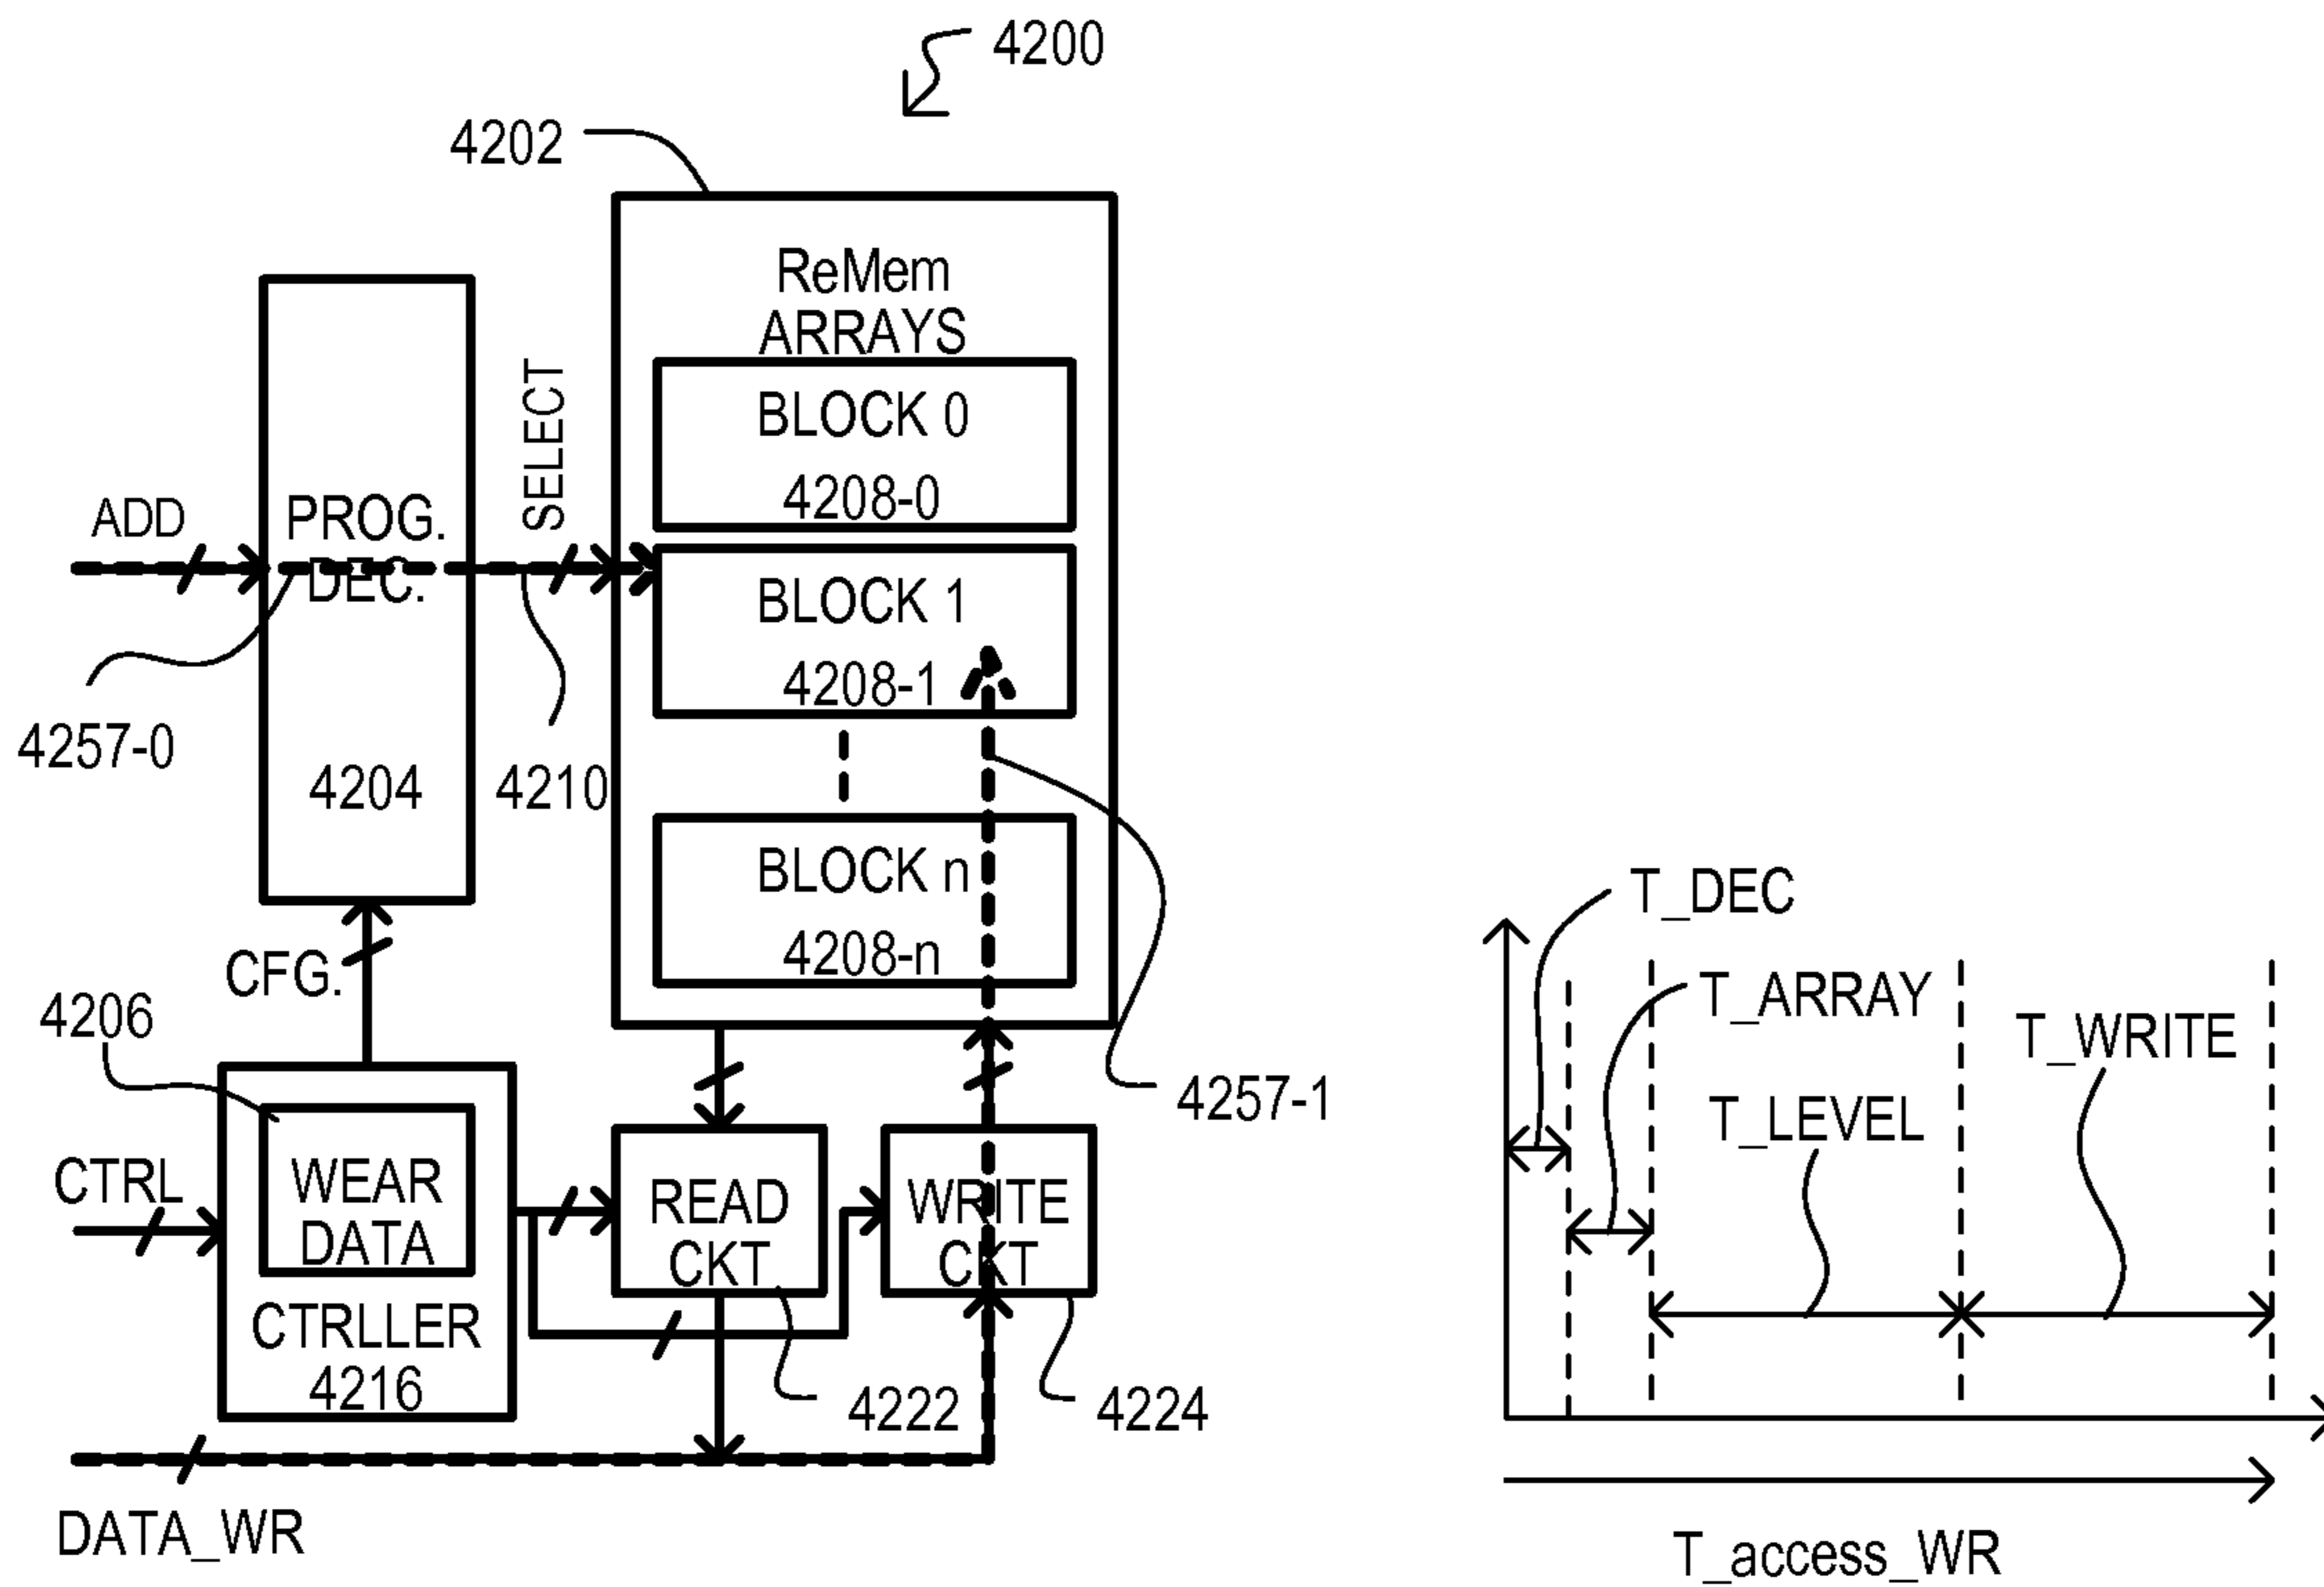 4200
4202
ReMem
ARRAYS
BLOCK 0
4208-0
SELECT
ADD
PROG.
DEC.
BLOCK 1
4208-1
4257-0
4204
4210
BLOCK n
4208-n
CFG.
4206
4257-1
CTRL
WEAR
DATA
CTRLLER
4216
READ
CKT
WRITE
CKT
4222
4224
DATA_WR
T_DEC
T_ARRAY
T_WRITE
T_LEVEL
T_access_WR